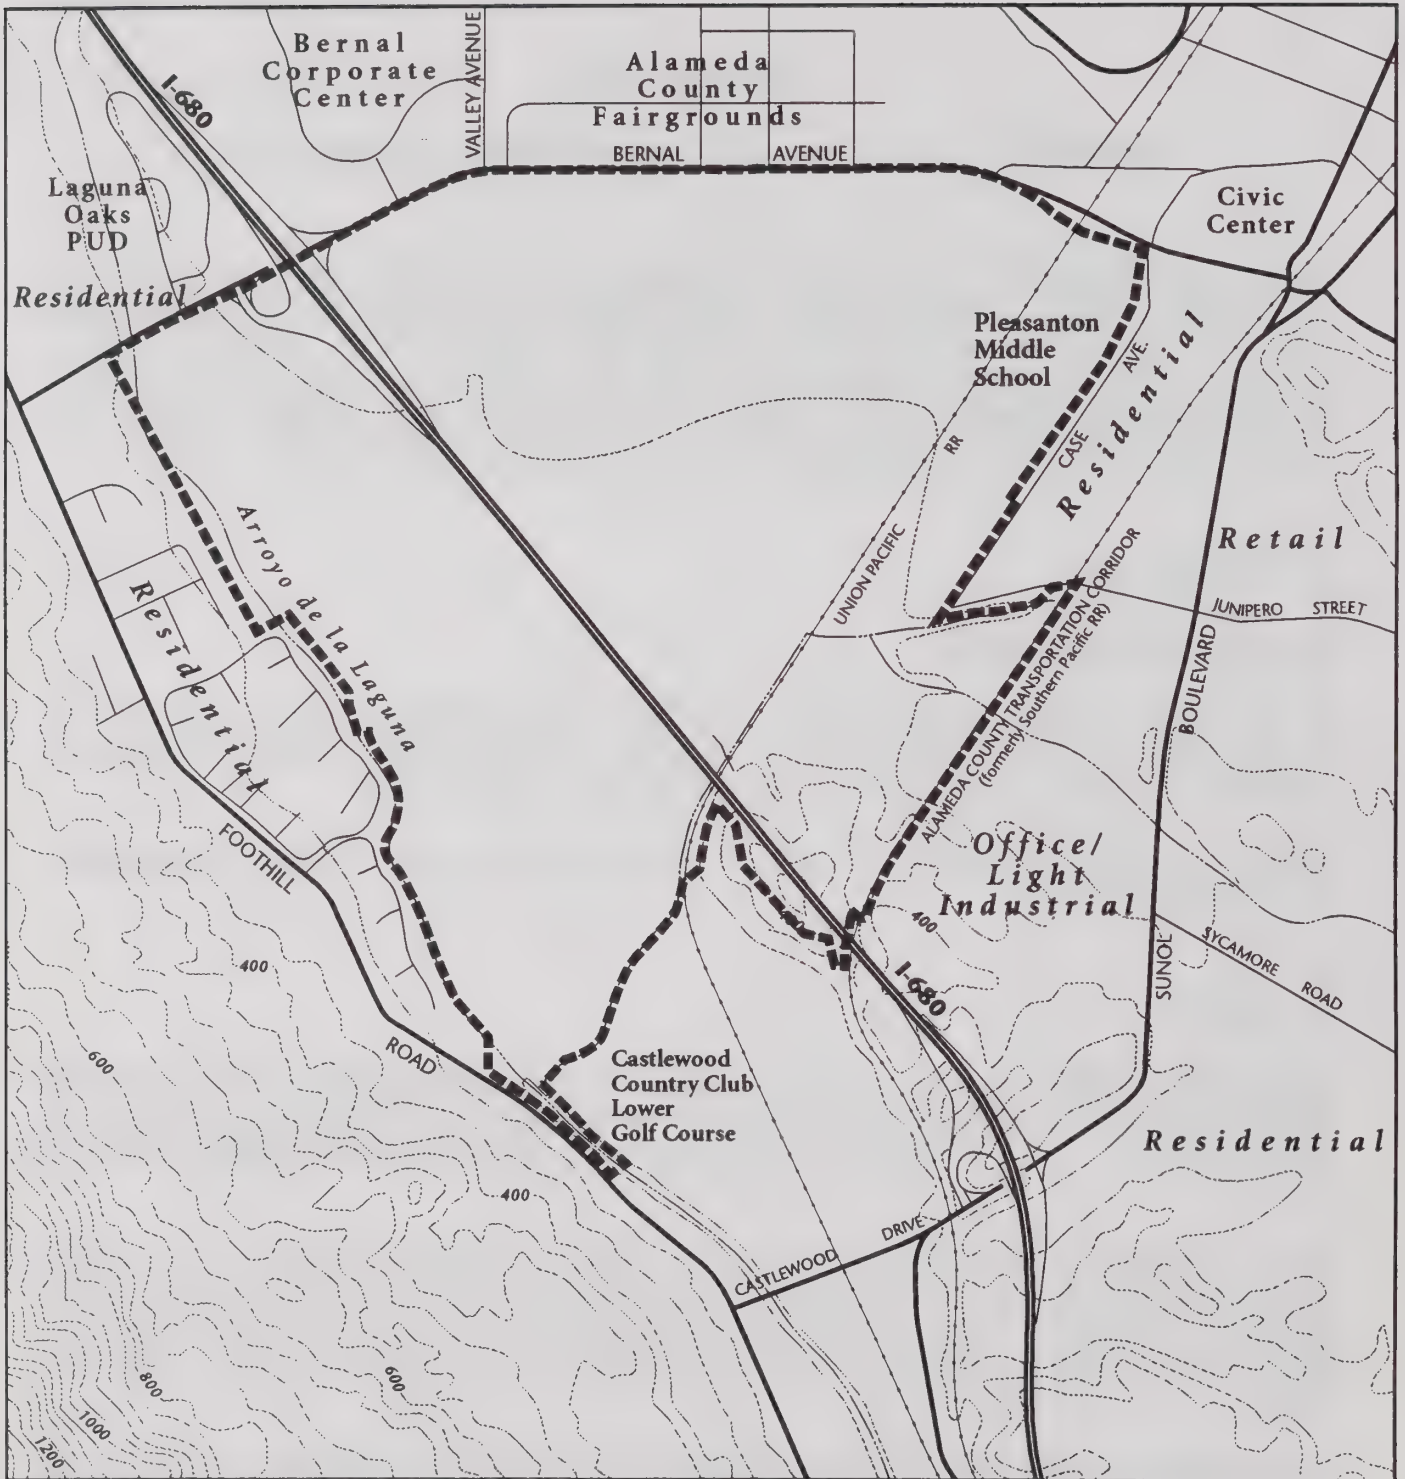 Bernal
Corporate
Center
I-680
VALLEY AVENUE
Alameda
County
Fairgrounds
BERNAL AVENUE
Laguna
Oaks
PUD
Residential
Civic
Center
Pleasanton
Middle
School
CASE AVE.
Residential
UNION PACIFIC RR
Retail
JUNIPERO STREET
Arroyo de la Laguna
Residential
ALAMEDA COUNTY TRANSPORTATION CORRIDOR
(formerly Southern Pacific RR)
SUNOL BOULEVARD
FOOTHILL ROAD
Office/
Light
Industrial
400
400
SYCAMORE ROAD
I-680
600
Castlewood
Country Club
Lower
Golf Course
Residential
400
CASTLEWOOD DRIVE
800
600
1000
1200